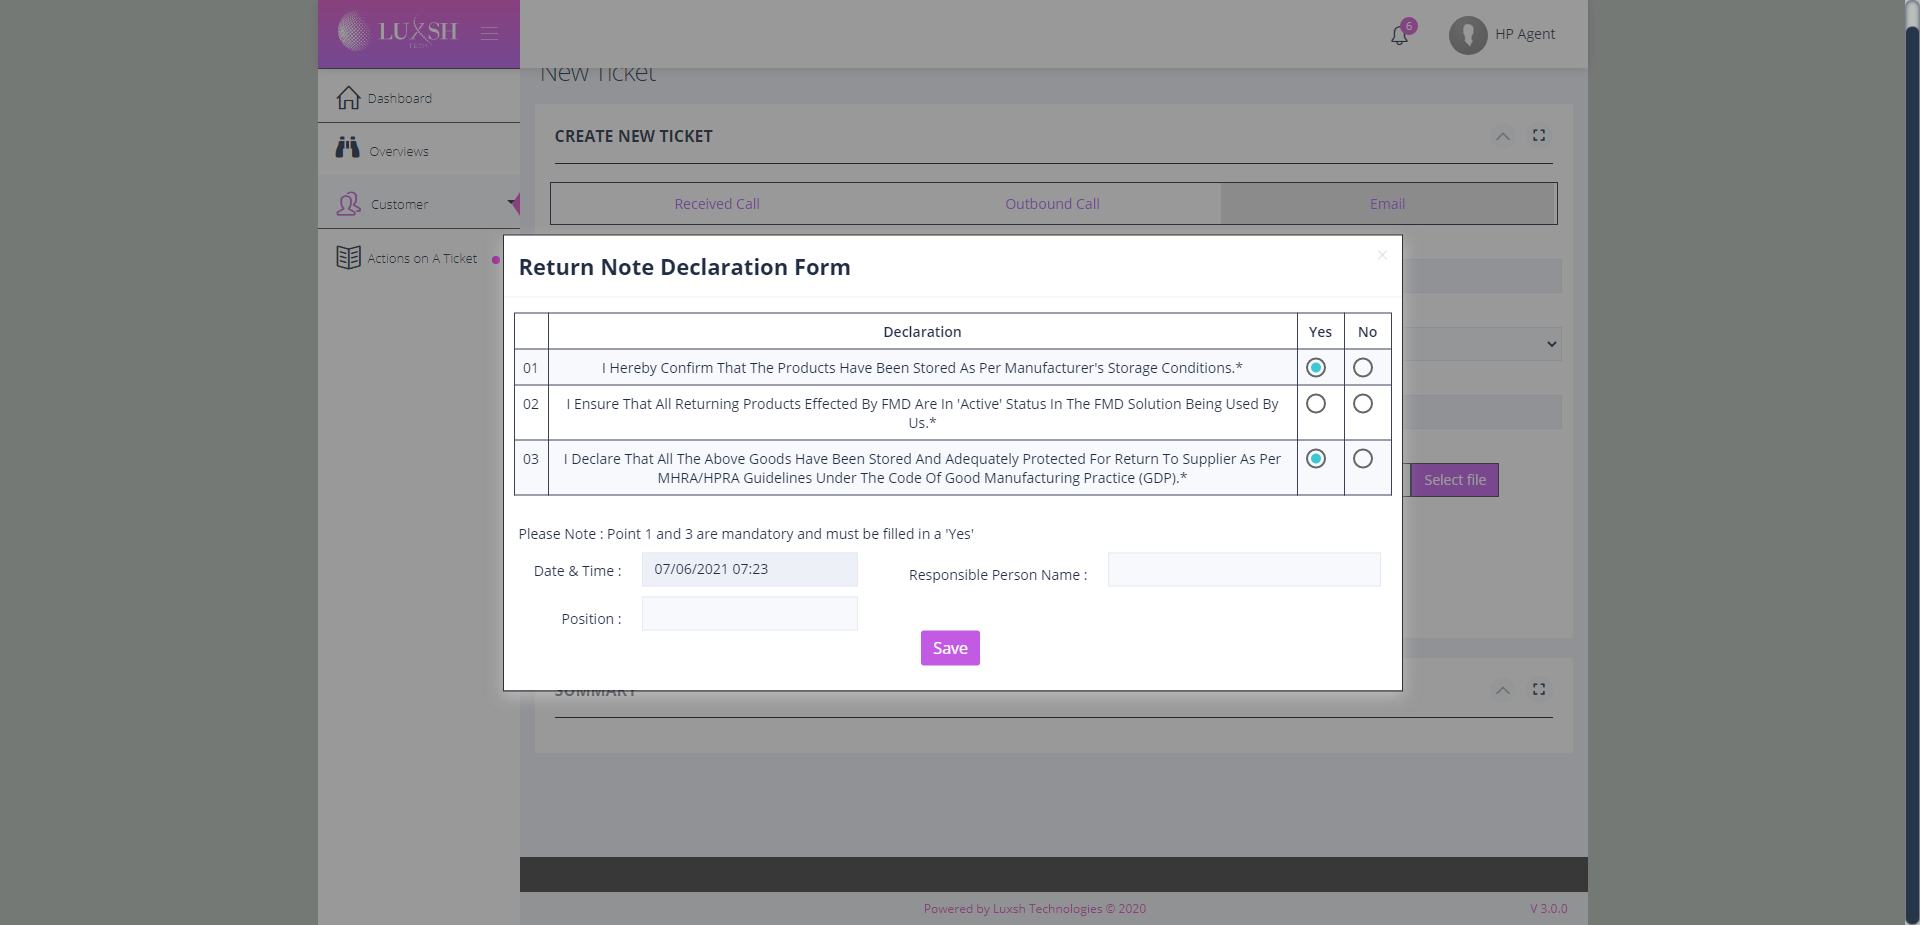 LUXSH
6
HP Agent
New Ticket
Dashboard
Overviews
Customer
Actions on A Ticket
CREATE NEW TICKET
Received Call
Outbound Call
Email
Return Note Declaration Form
×
Declaration
Yes
No
01
I Hereby Confirm That The Products Have Been Stored As Per Manufacturer's Storage Conditions.*
02
I Ensure That All Returning Products Effected By FMD Are In 'Active' Status In The FMD Solution Being Used By
Us.*
03
I Declare That All The Above Goods Have Been Stored And Adequately Protected For Return To Supplier As Per
MHRA/HPRA Guidelines Under The Code Of Good Manufacturing Practice (GDP).*
Select file
Please Note : Point 1 and 3 are mandatory and must be filled in a 'Yes'
Date & Time :
07/06/2021 07:23
Responsible Person Name :
Position :
Save
SUMMARY
Powered by Luxsh Technologies © 2020
V 3.0.0